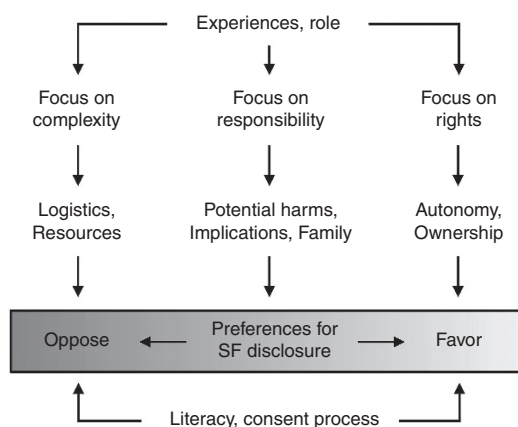 Experiences, role
Focus on
complexity
Focus on
responsibility
Focus on
rights
Logistics,
Resources
Potential harms,
Implications, Family
Autonomy,
Ownership
Oppose
Preferences for
SF disclosure
Favor
Literacy, consent process